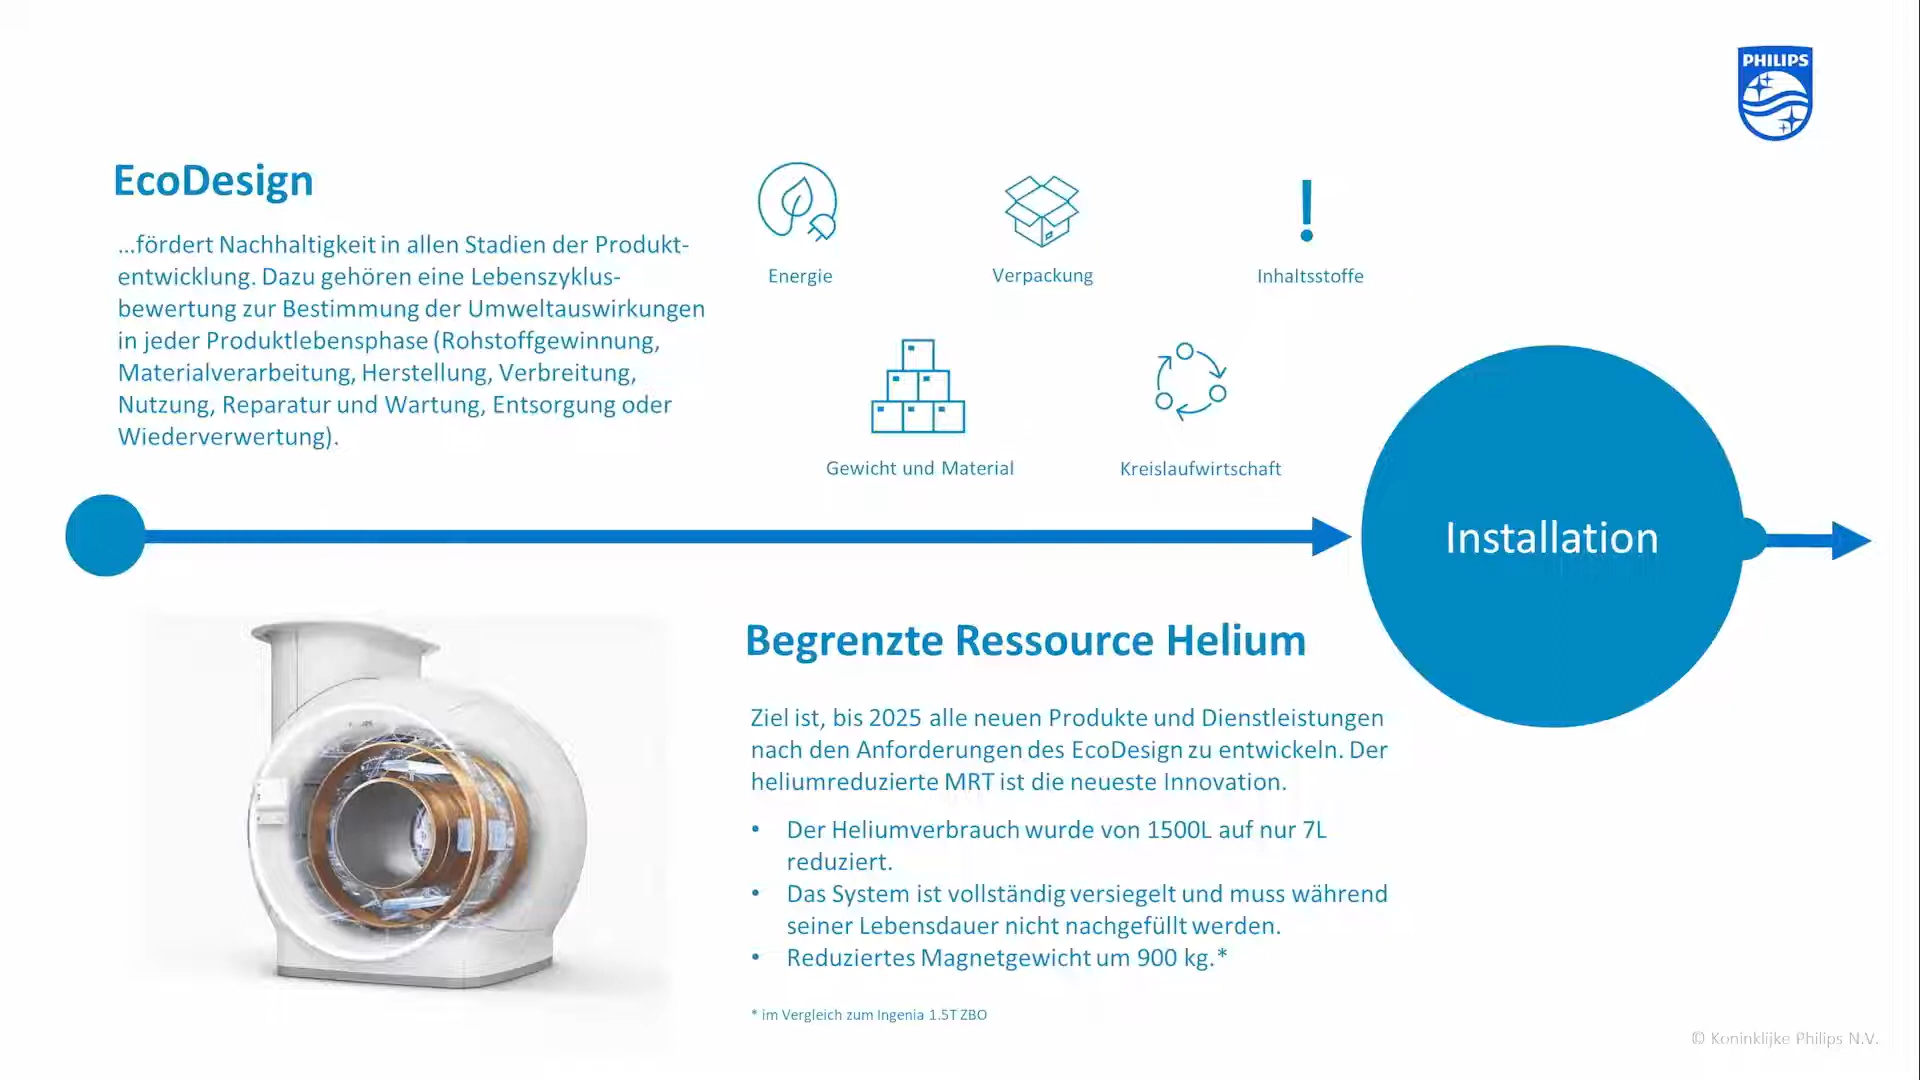 PHILIPS
EcoDesign
...fördert Nachhaltigkeit in allen Stadien der Produkt-
entwicklung. Dazu gehören eine Lebenszyklus-
bewertung zur Bestimmung der Umweltauswirkungen
in jeder Produktlebensphase (Rohstoffgewinnung,
Materialverarbeitung, Herstellung, Verbreitung,
Nutzung, Reparatur und Wartung, Entsorgung oder
Wiederverwertung).
Energie
Verpackung
Inhaltsstoffe
Gewicht und Material
Kreislaufwirtschaft
Installation
Begrenzte Ressource Helium
Ziel ist, bis 2025 alle neuen Produkte und Dienstleistungen
nach den Anforderungen des EcoDesign zu entwickeln. Der
heliumreduzierte MRT ist die neueste Innovation.
• Der Heliumverbrauch wurde von 1500L auf nur 7L
reduziert.
• Das System ist vollständig versiegelt und muss während
seiner Lebensdauer nicht nachgefüllt werden.
• Reduziertes Magnetgewicht um 900 kg.*
* im Vergleich zum Ingenia 1.5T ZBO
© Koninklijke Philips N.V.